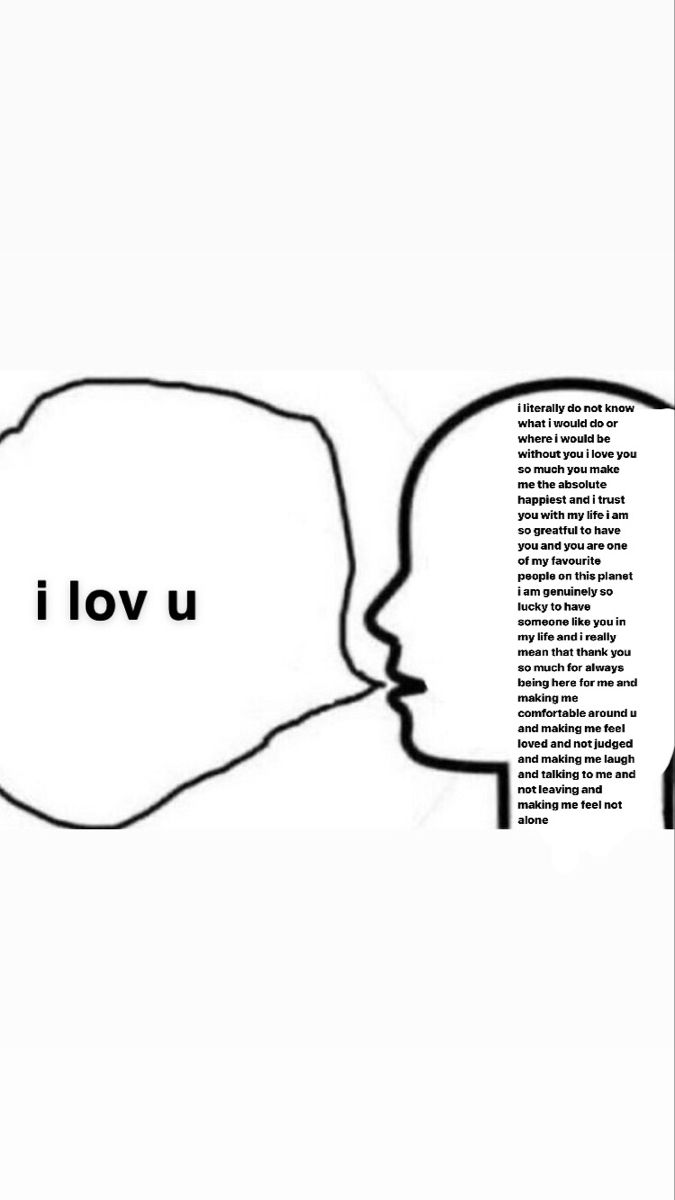 i lov u
i literally do not know
what i would do or
where i would be
without you i love you
so much you make
me the absolute
happiest and i trust
you with my life i am
so greatful to have
you and you are one
of my favourite
people on this planet
i am genuinely so
lucky to have
someone like you in
my life and i really
mean that thank you
so much for always
being here for me and
making me
comfortable around u
and making me feel
loved and not judged
and making me laugh
and talking to me and
not leaving and
making me feel not
alone